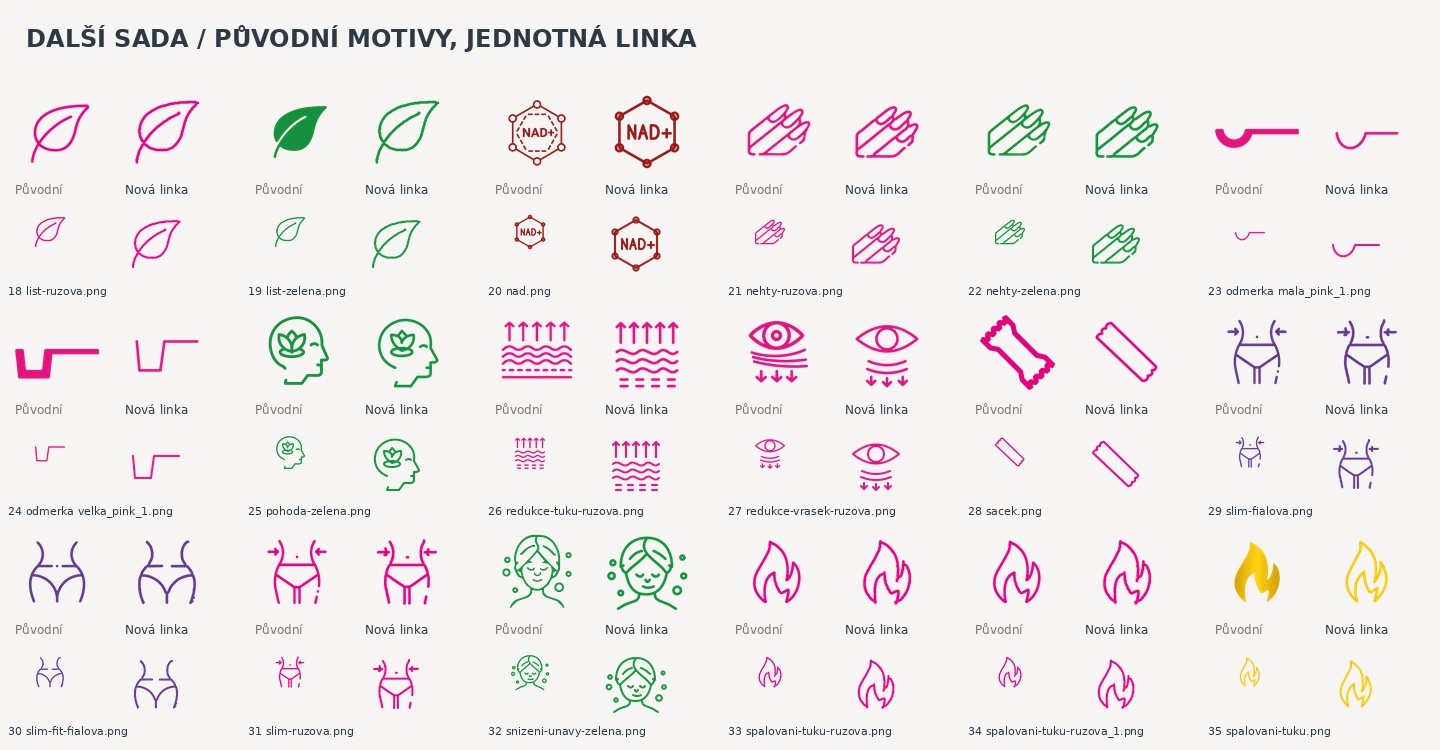 DALŠÍ SADA / PŮVODNÍ MOTIVY, JEDNOTNÁ LINKA
NAD+ NAD+
Původní Nová linka Původní Nová linka Původní Nová linka Původní Nová linka Původní Nová linka Původní Nová linka
NAD+ NAD+
18 list-ruzova.png 19 list-zelena.png 20 nad.png 21 nehty-ruzova.png 22 nehty-zelena.png 23 odmerka mala_pink_1.png
Původní Nová linka Původní Nová linka Původní Nová linka Původní Nová linka Původní Nová linka Původní Nová linka
24 odmerka velka_pink_1.png 25 pohoda-zelena.png 26 redukce-tuku-ruzova.png 27 redukce-vrasek-ruzova.png 28 sacek.png 29 slim-fialova.png
Původní Nová linka Původní Nová linka Původní Nová linka Původní Nová linka Původní Nová linka Původní Nová linka
30 slim-fit-fialova.png 31 slim-ruzova.png 32 snizeni-unavy-zelena.png 33 spalovani-tuku-ruzova.png 34 spalovani-tuku-ruzova_1.png 35 spalovani-tuku.png